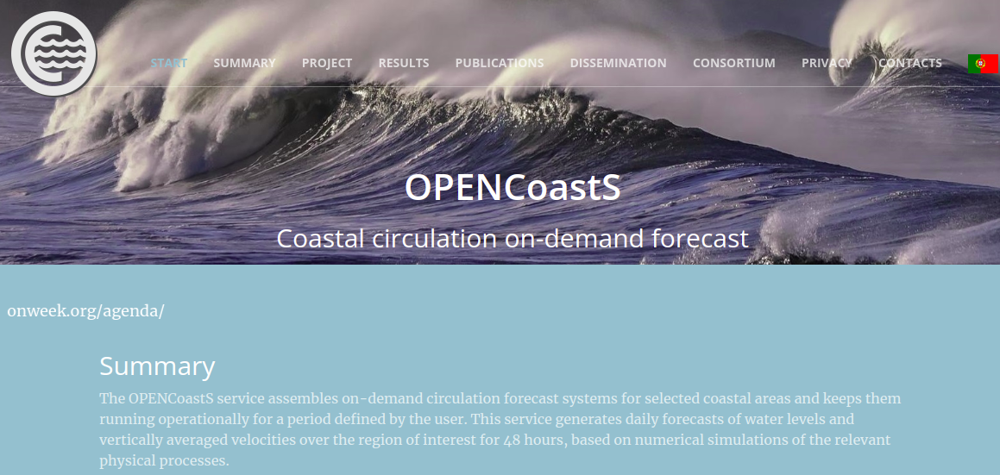 START SUMMARY PROJECT RESULTS PUBLICATIONS DISSEMINATION CONSORTIUM PRIVACY CONTACTS
OPENCoastS
Coastal circulation on-demand forecast
onweek.org/agenda/
Summary
The OPENCoastS service assembles on-demand circulation forecast systems for selected coastal areas and keeps them
running operationally for a period defined by the user. This service generates daily forecasts of water levels and
vertically averaged velocities over the region of interest for 48 hours, based on numerical simulations of the relevant
physical processes.